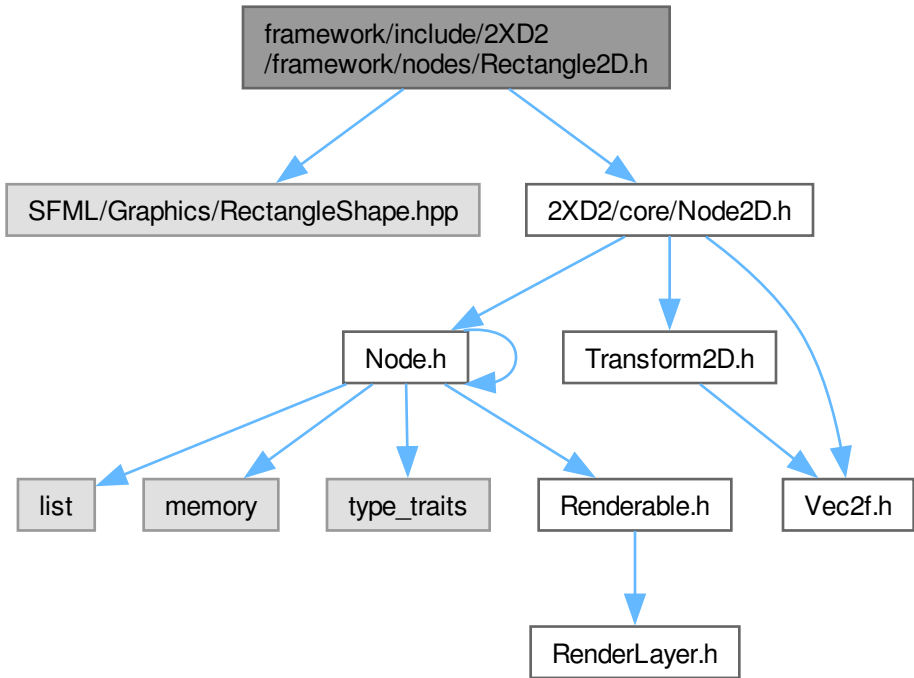 framework/include/2XD2
/framework/nodes/Rectangle2D.h
SFML/Graphics/RectangleShape.hpp
2XD2/core/Node2D.h
Node.h
Transform2D.h
list
memory
type_traits
Renderable.h
Vec2f.h
RenderLayer.h